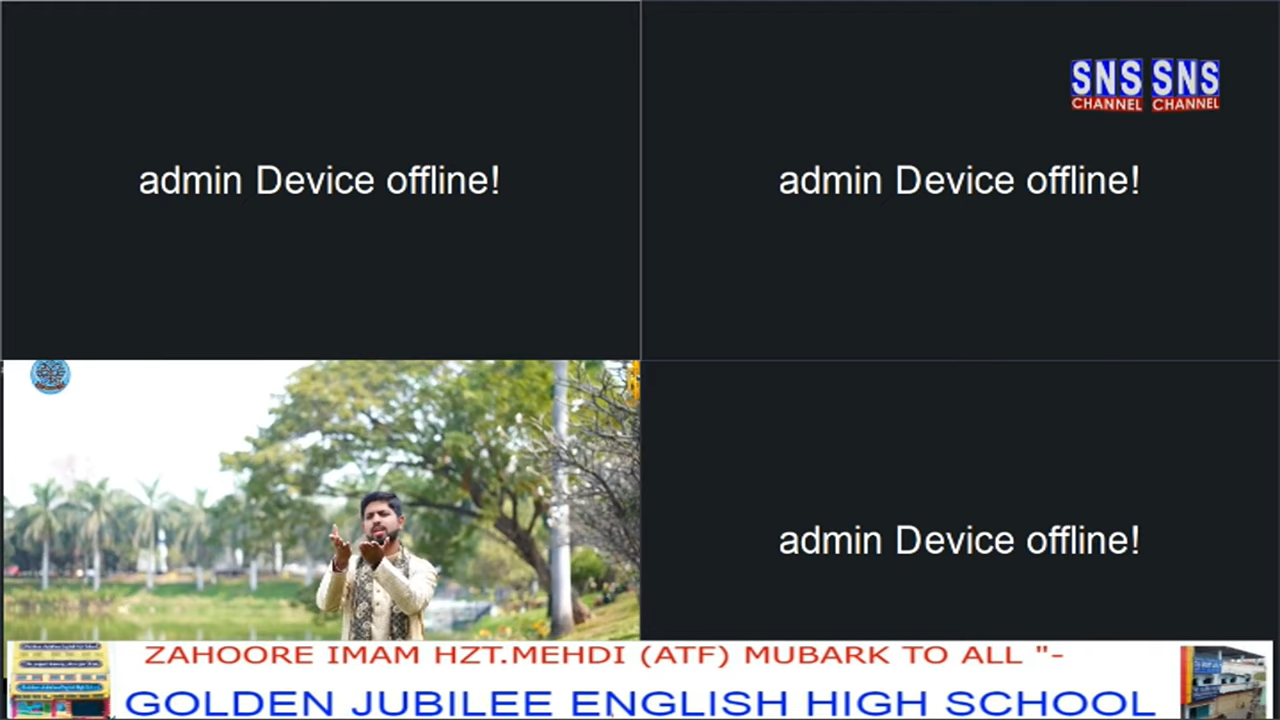 SNS SNS
CHANNEL CHANNEL
admin Device offline!
admin Device offline!
admin Device offline!
ZAHOORE IMAM HZT.MEHDI (ATF) MUBARK TO ALL "-
GOLDEN JUBILEE ENGLISH HIGH SCHOOL